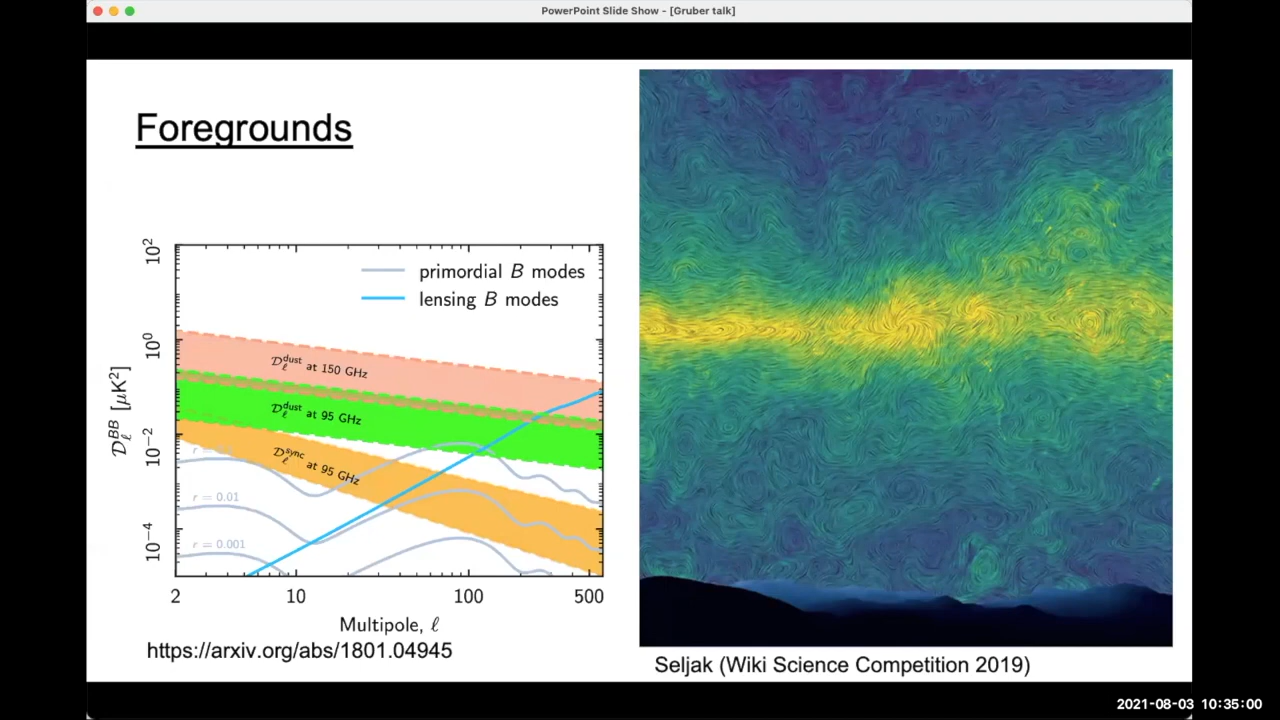 PowerPoint Slide Show - [Gruber talk]
Foregrounds
10² 
10⁰
10⁻²
10⁻⁴
𝒟ℓᴮᴮ [μK²]
primordial B modes
lensing B modes
𝒟ℓ^dust at 150 GHz
𝒟ℓ^dust at 95 GHz
𝒟ℓ^sync at 95 GHz
r = 0.01
r = 0.001
2 10 100 500
Multipole, ℓ
https://arxiv.org/abs/1801.04945
Seljak (Wiki Science Competition 2019)
2021-08-03 10:35:00